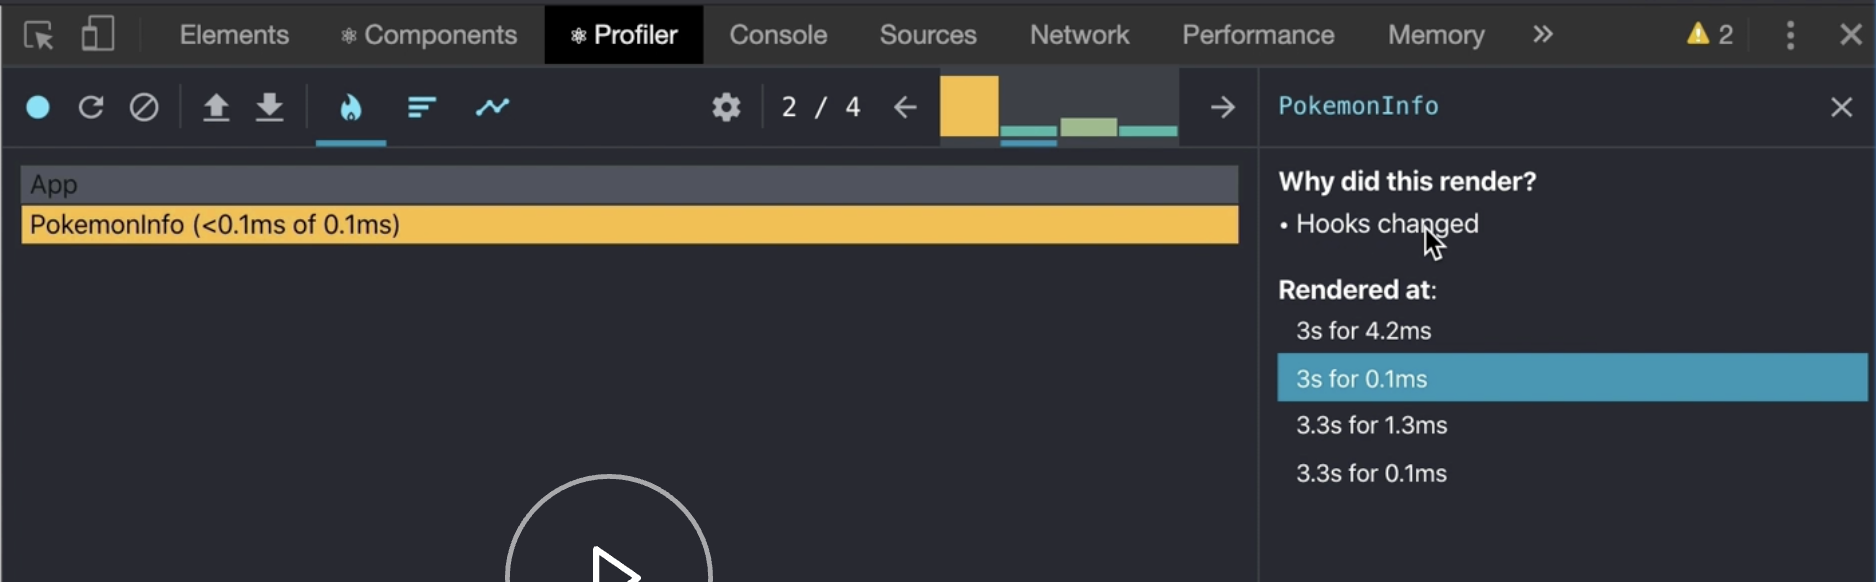 Elements Components Profiler Console Sources Network Performance Memory 2
2 / 4
PokemonInfo
App
PokemonInfo (<0.1ms of 0.1ms)
Why did this render?
• Hooks changed
Rendered at:
3s for 4.2ms
3s for 0.1ms
3.3s for 1.3ms
3.3s for 0.1ms